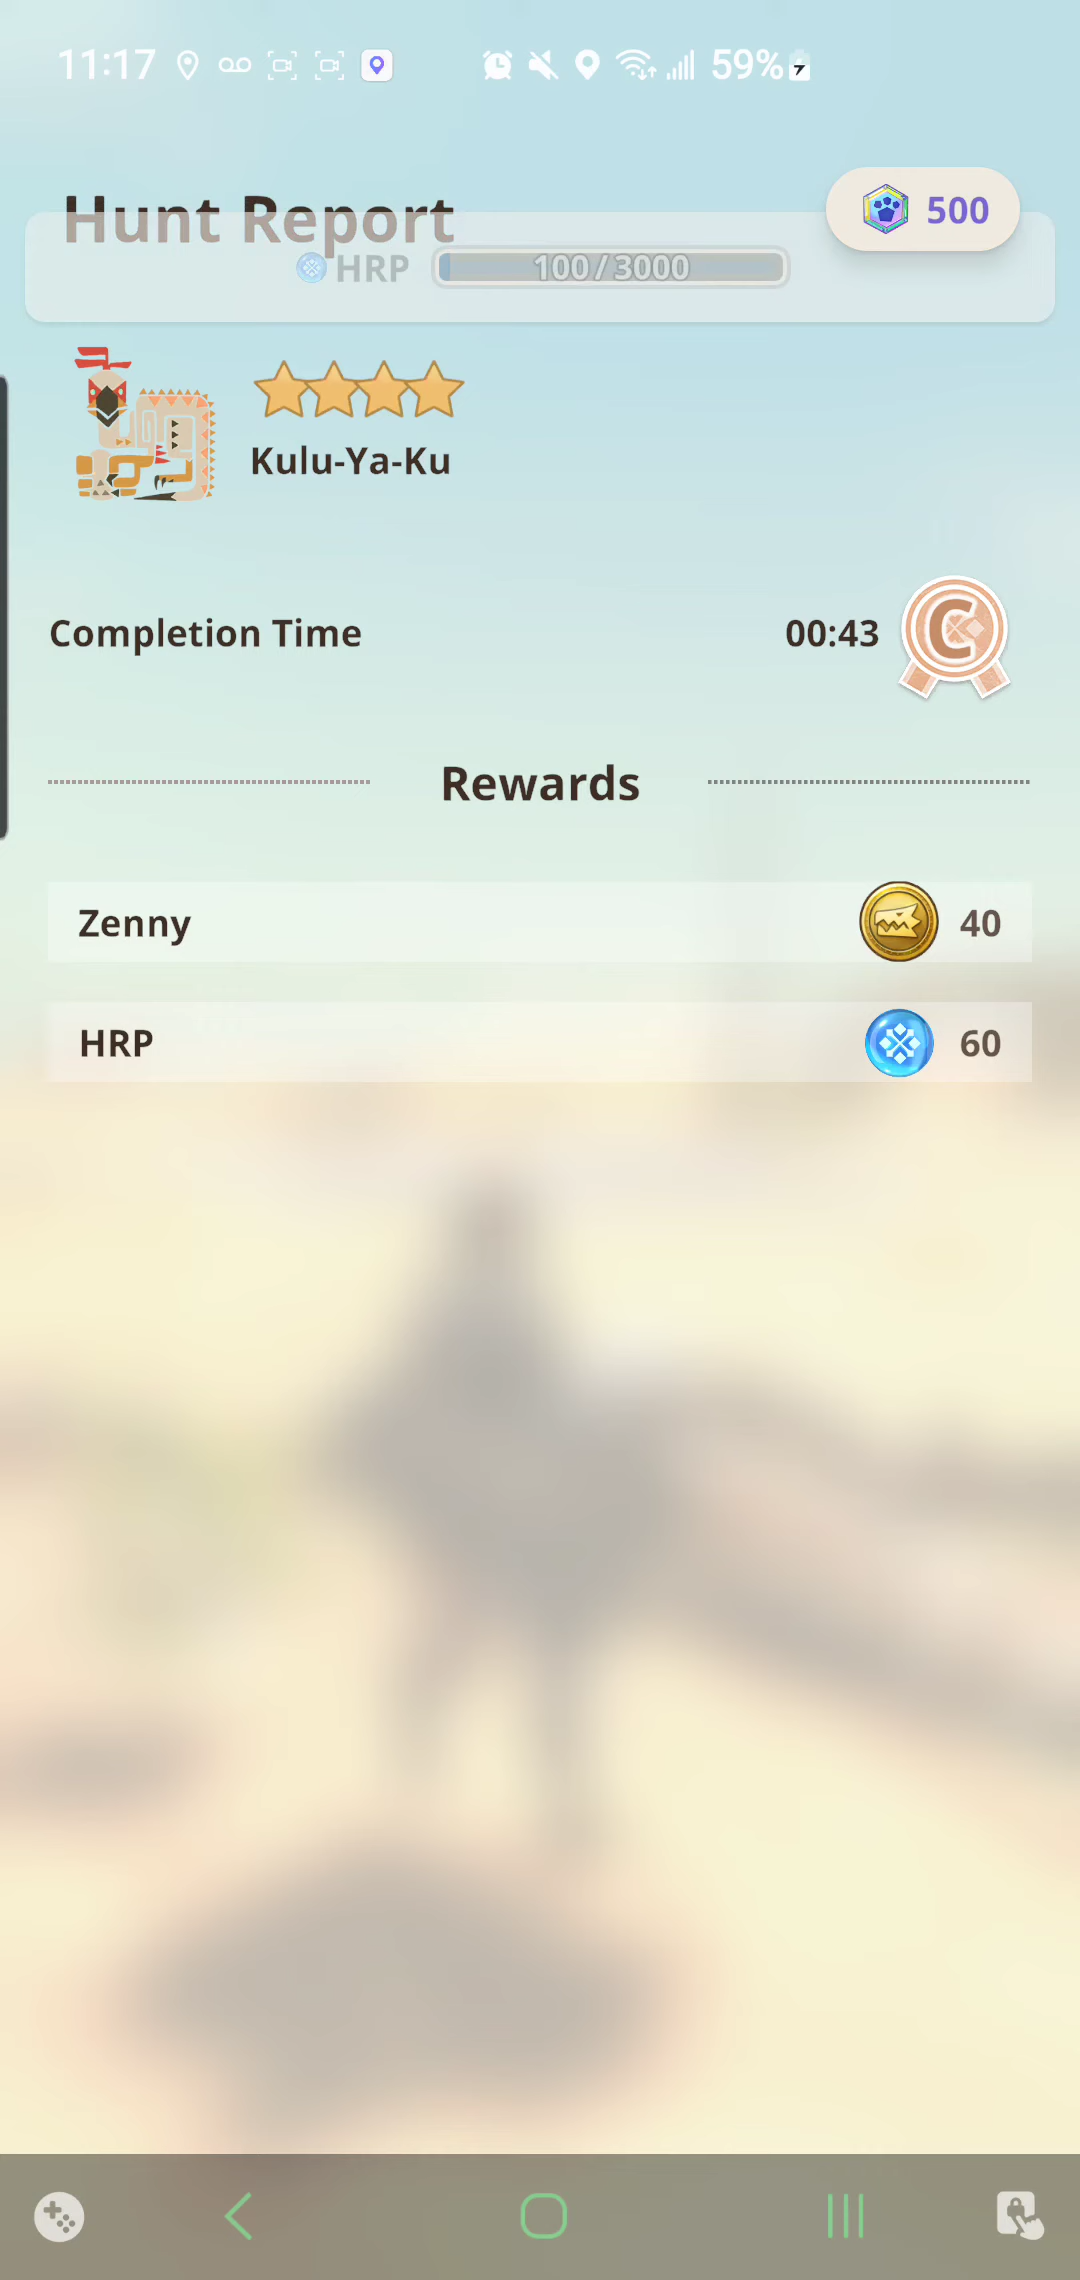 11:17 59%
Hunt Report
500
HRP 100/3000
Kulu-Ya-Ku
Completion Time 00:43 C
Rewards
Zenny 40
HRP 60